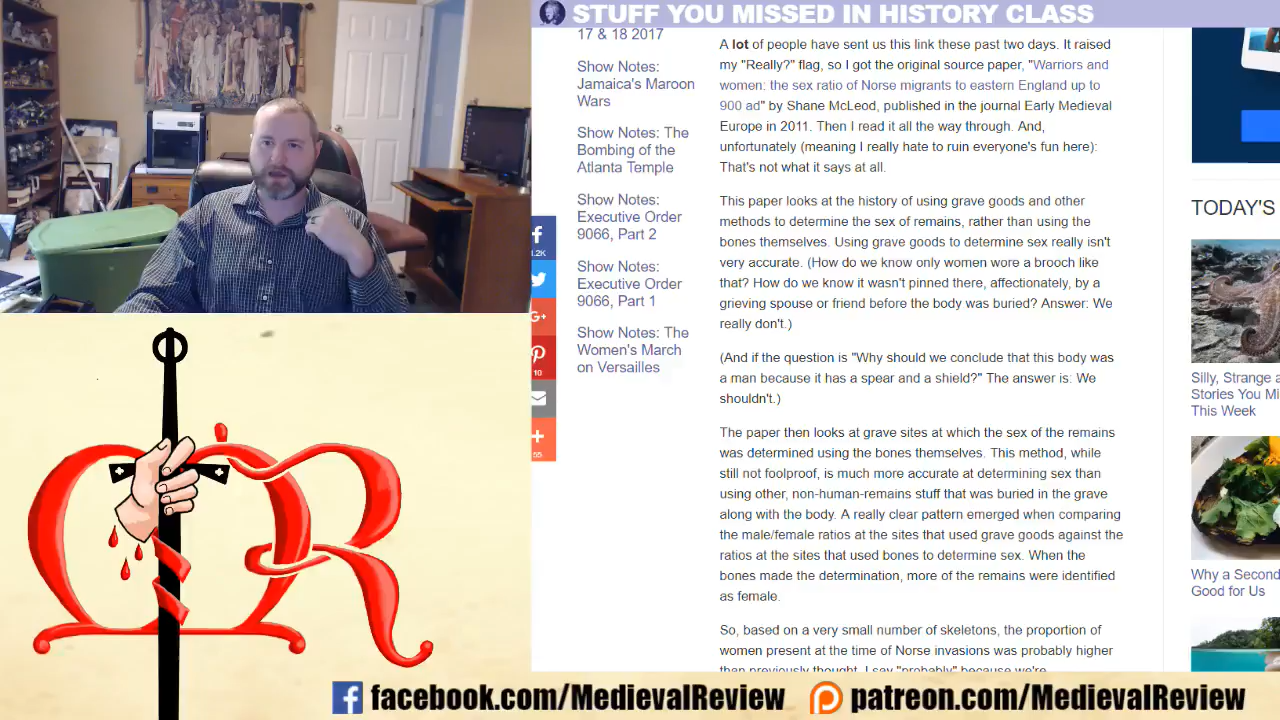 STUFF YOU MISSED IN HISTORY CLASS
17 & 18 2017
Show Notes:
Jamaica's Maroon
Wars
Show Notes: The
Bombing of the
Atlanta Temple
Show Notes:
Executive Order
9066, Part 2
Show Notes:
Executive Order
9066, Part 1
Show Notes: The
Women's March
on Versailles
10
55
A lot of people have sent us this link these past two days. It raised
my "Really?" flag, so I got the original source paper, "Warriors and
women: the sex ratio of Norse migrants to eastern England up to
900 ad" by Shane McLeod, published in the journal Early Medieval
Europe in 2011. Then I read it all the way through. And,
unfortunately (meaning I really hate to ruin everyone's fun here):
That's not what it says at all.
This paper looks at the history of using grave goods and other
methods to determine the sex of remains, rather than using the
bones themselves. Using grave goods to determine sex really isn't
very accurate. (How do we know only women wore a brooch like
that? How do we know it wasn't pinned there, affectionately, by a
grieving spouse or friend before the body was buried? Answer: We
really don't.)
(And if the question is "Why should we conclude that this body was
a man because it has a spear and a shield?" The answer is: We
shouldn't.)
The paper then looks at grave sites at which the sex of the remains
was determined using the bones themselves. This method, while
still not foolproof, is much more accurate at determining sex than
using other, non-human-remains stuff that was buried in the grave
along with the body. A really clear pattern emerged when comparing
the male/female ratios at the sites that used grave goods against the
ratios at the sites that used bones to determine sex. When the
bones made the determination, more of the remains were identified
as female.
So, based on a very small number of skeletons, the proportion of
women present at the time of Norse invasions was probably higher
than previously thought. I say "probably" because we're
TODAY'S
Silly, Strange a
Stories You Mi
This Week
Why a Second
Good for Us
MR
facebook.com/MedievalReview
patreon.com/MedievalReview